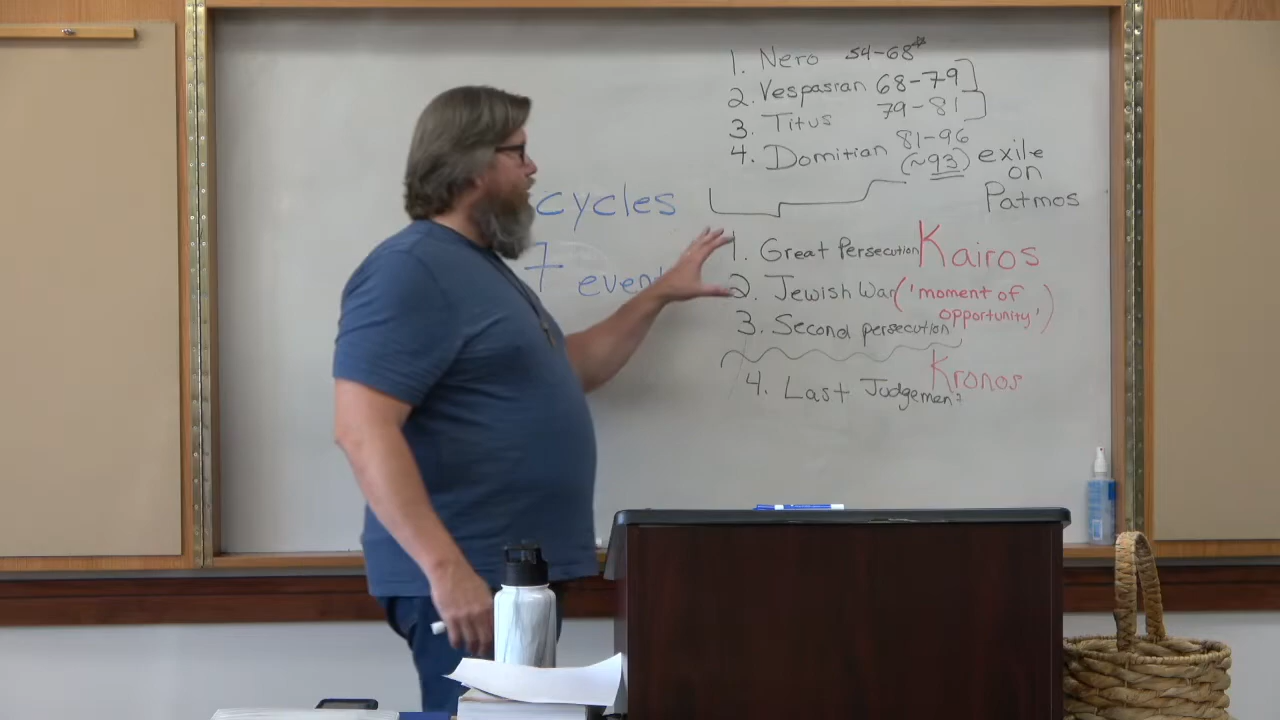 1. Nero 54-68*
2. Vespasian 68-79
3. Titus 79-81
4. Domitian 81-96
(~93) exile
on
Patmos
cycles
7 event
1. Great Persecution Kairos
2. Jewish War ('moment of
opportunity')
3. Second persecution
Kronos
4. Last Judgement